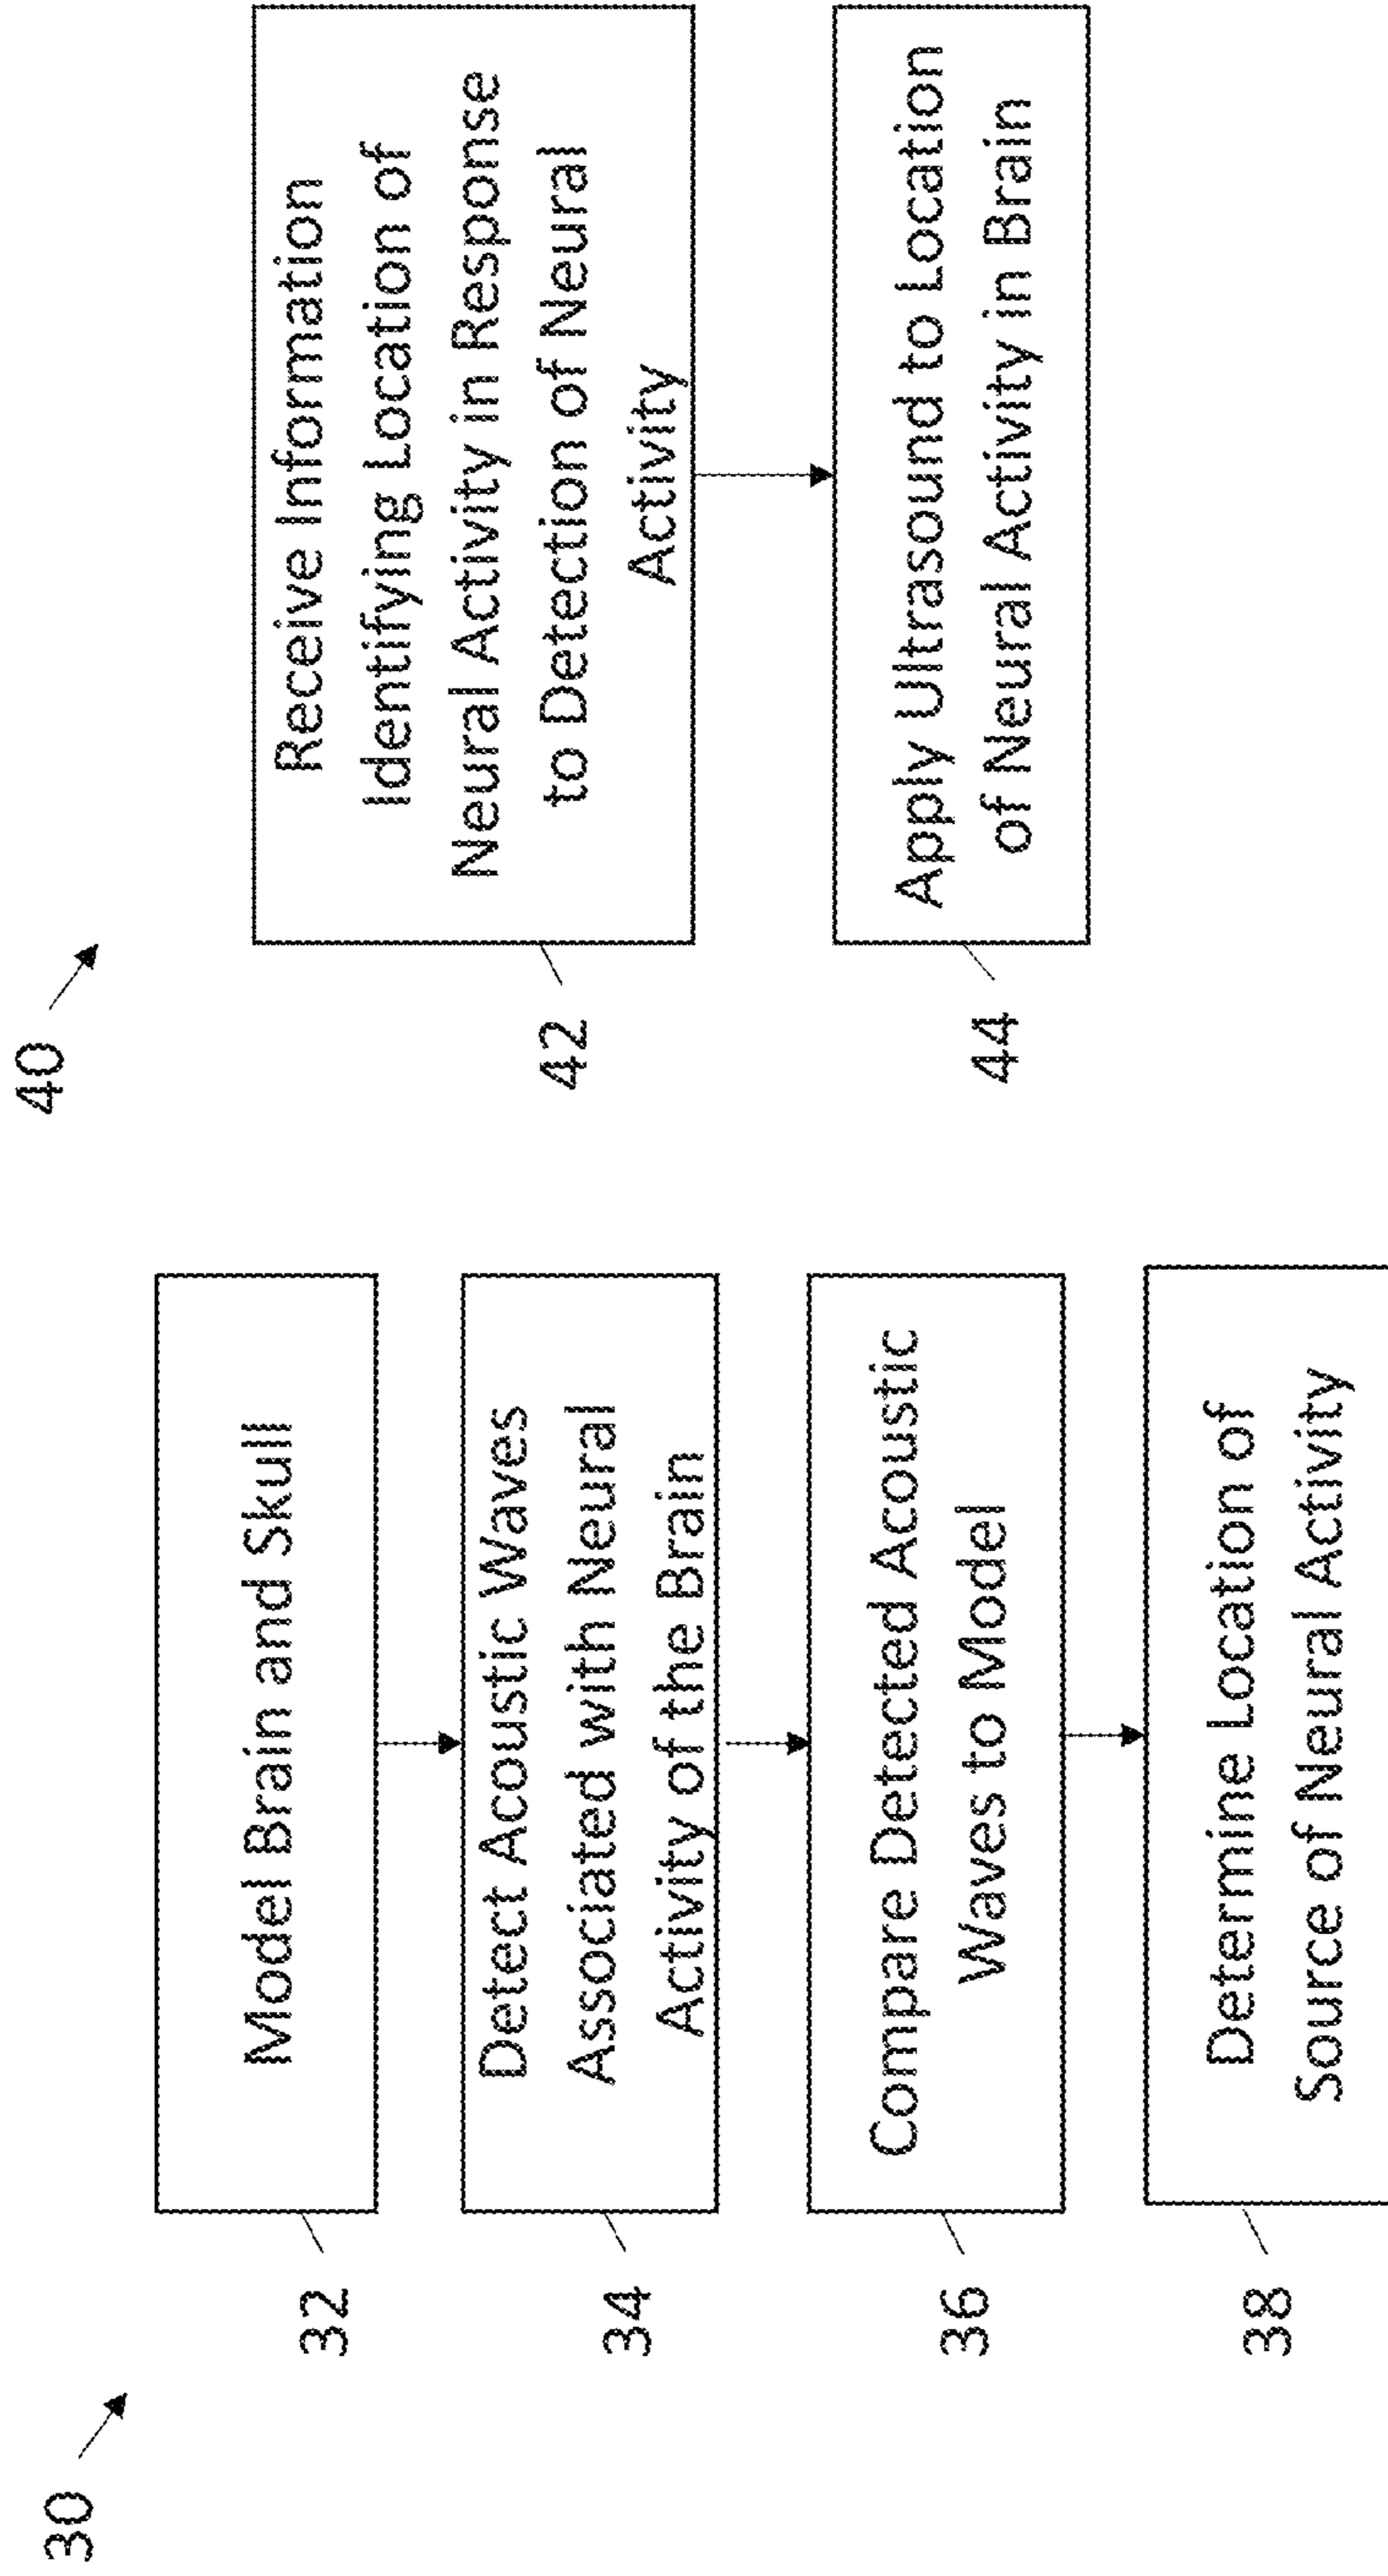 30
32
Model Brain and Skull
34
Detect Acoustic Waves
Associated with Neural
Activity of the Brain
36
Compare Detected Acoustic
Waves to Model
38
Determine Location of
Source of Neural Activity
40
42
Receive Information
Identifying Location of
Neural Activity in Response
to Detection of Neural
Activity
44
Apply Ultrasound to Location
of Neural Activity in Brain